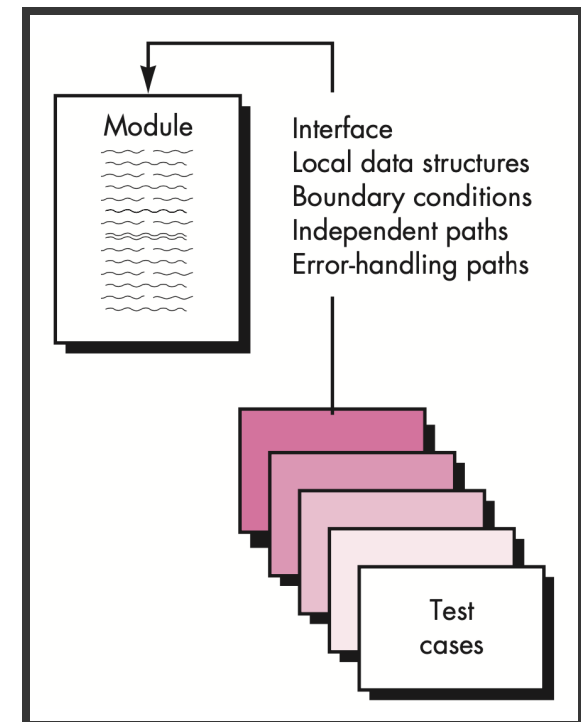 Module
Interface
Local data structures
Boundary conditions
Independent paths
Error-handling paths
Test
cases